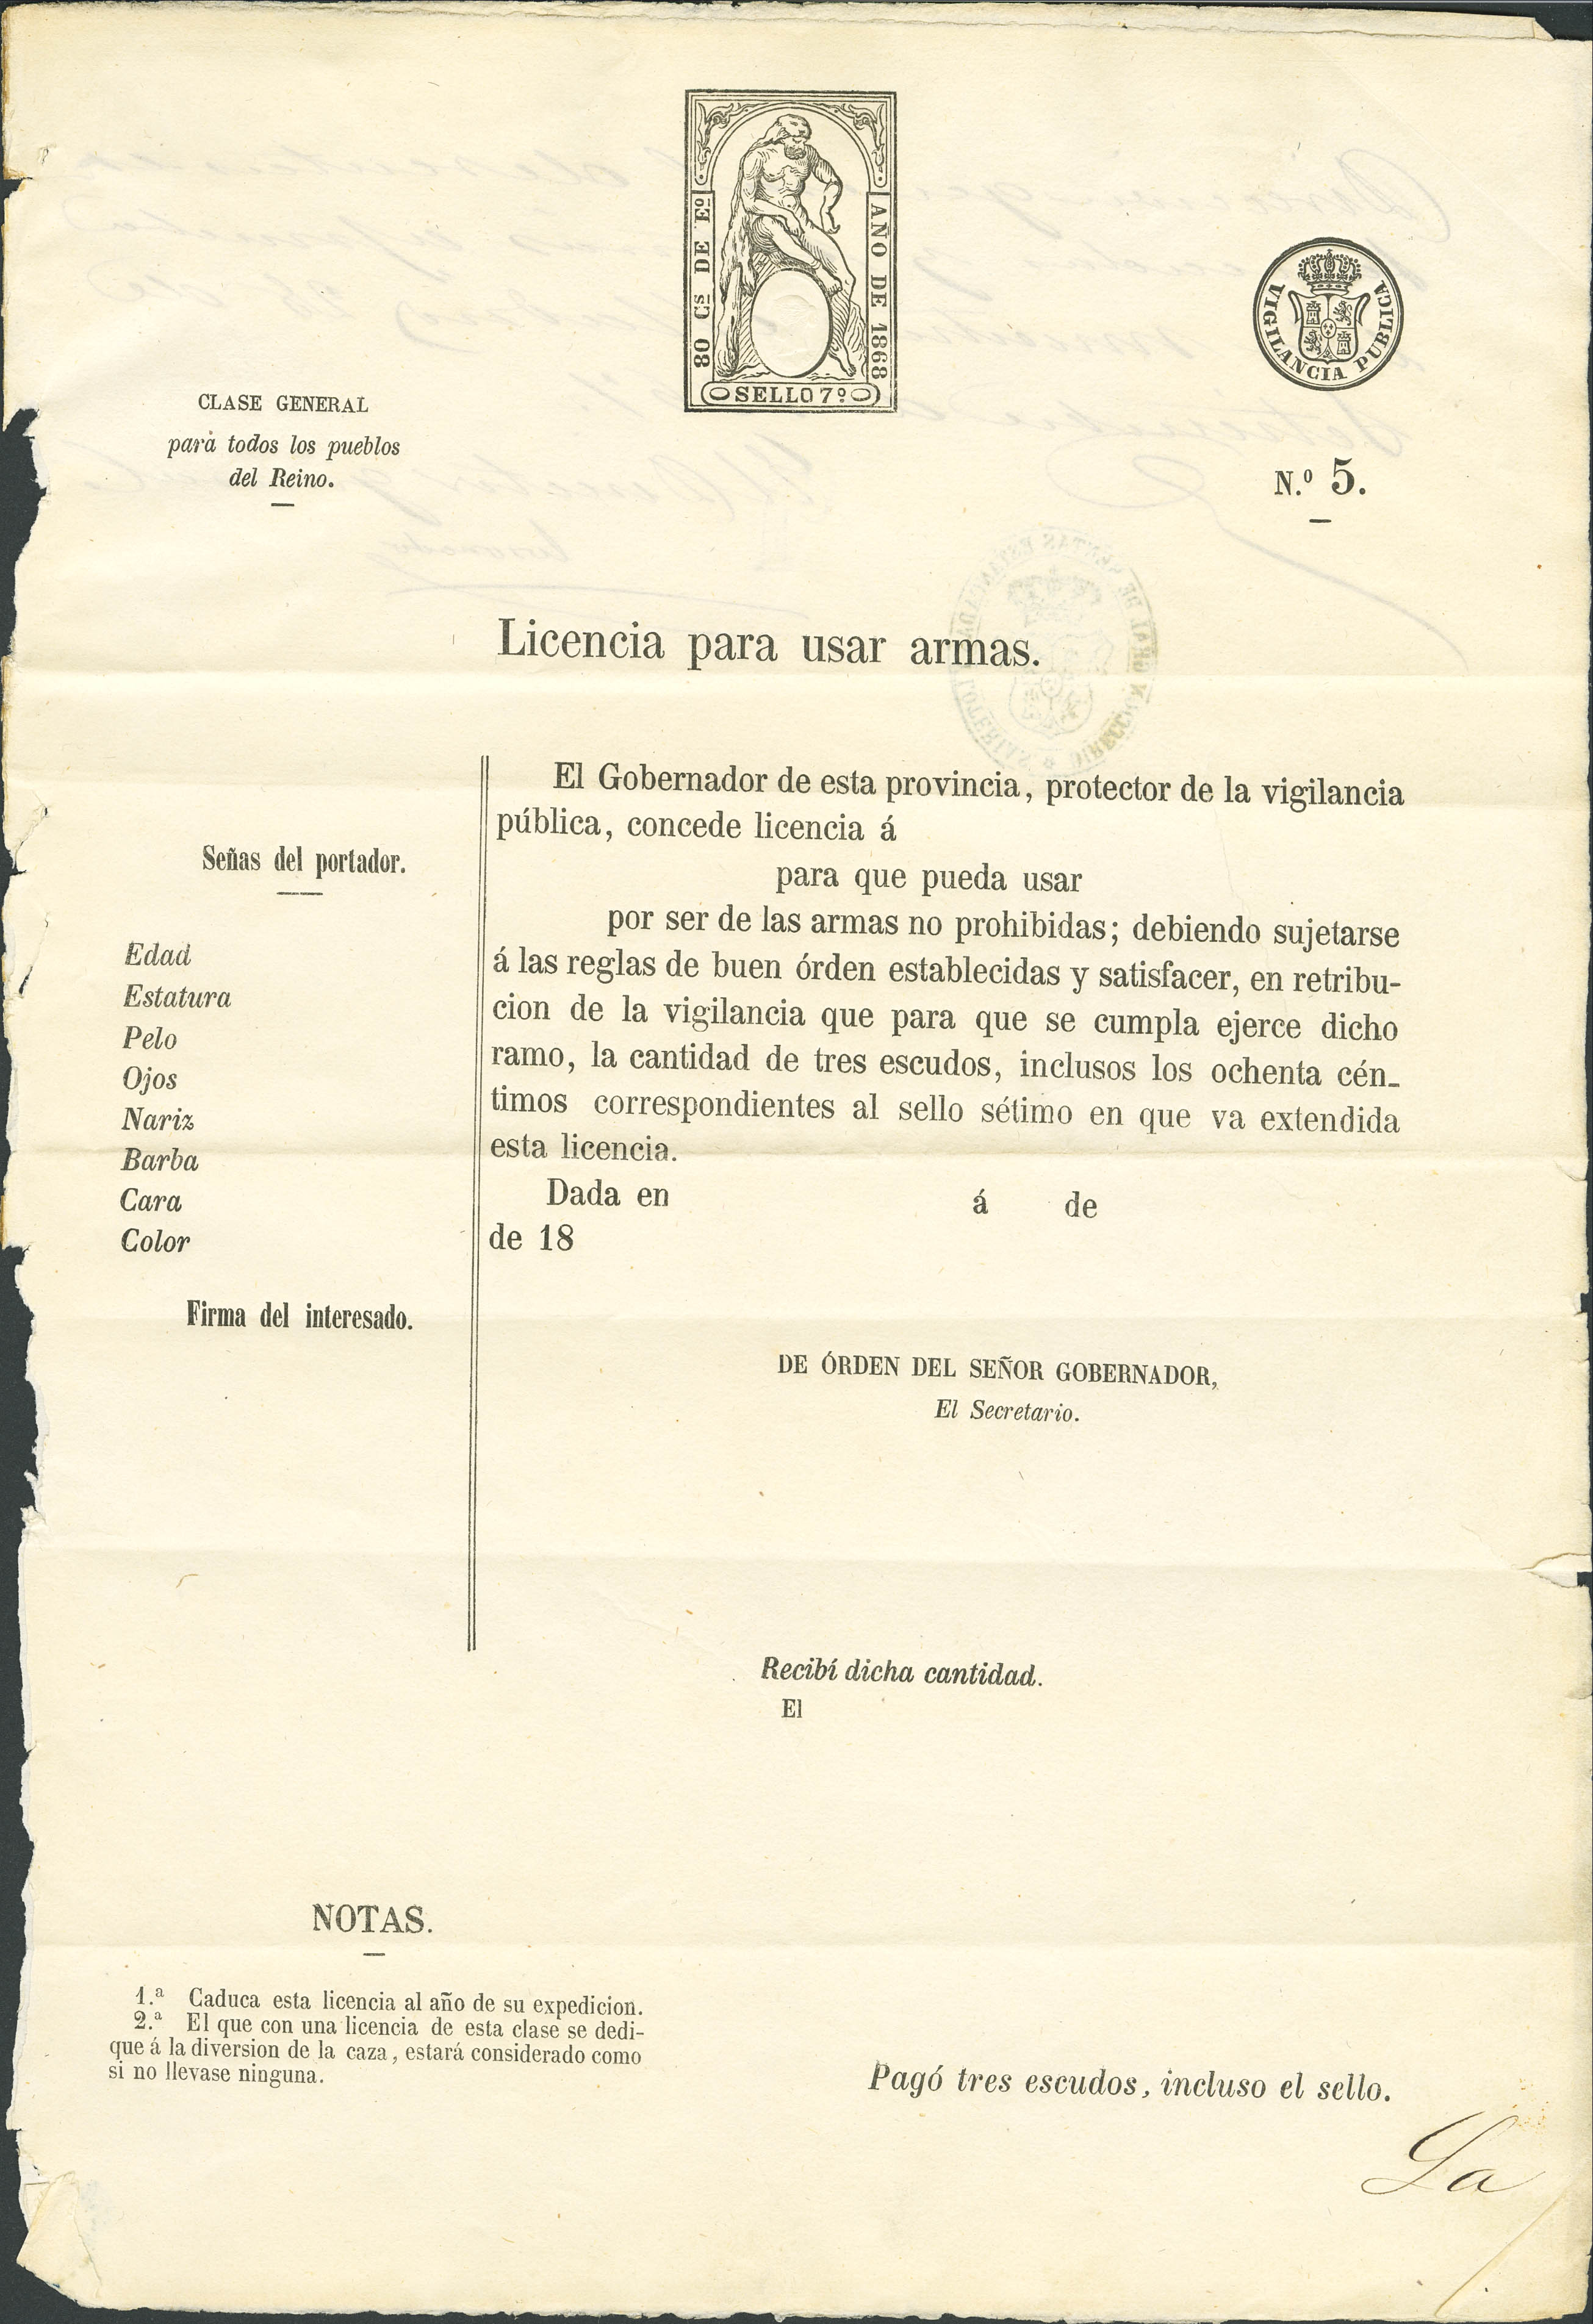 80 Cˢ DE Eº
AÑO DE 1868
SELLO 7º
VIGILANCIA PUBLICA
CLASE GENERAL
para todos los pueblos
del Reino.
N.º 5.
Licencia para usar armas.
El Gobernador de esta provincia, protector de la vigilancia
pública, concede licencia á
para que pueda usar
por ser de las armas no prohibidas; debiendo sujetarse
á las reglas de buen órden establecidas y satisfacer, en retribu-
cion de la vigilancia que para que se cumpla ejerce dicho
ramo, la cantidad de tres escudos, inclusos los ochenta cén-
timos correspondientes al sello sétimo en que va extendida
esta licencia.
Dada en á de
de 18
Señas del portador.
Edad
Estatura
Pelo
Ojos
Nariz
Barba
Cara
Color
Firma del interesado.
DE ÓRDEN DEL SEÑOR GOBERNADOR,
El Secretario.
Recibí dicha cantidad.
El
NOTAS.
1.ª Caduca esta licencia al año de su expedicion.
2.ª El que con una licencia de esta clase se dedi-
que á la diversion de la caza, estará considerado como
si no llevase ninguna.
Pagó tres escudos, incluso el sello.
La